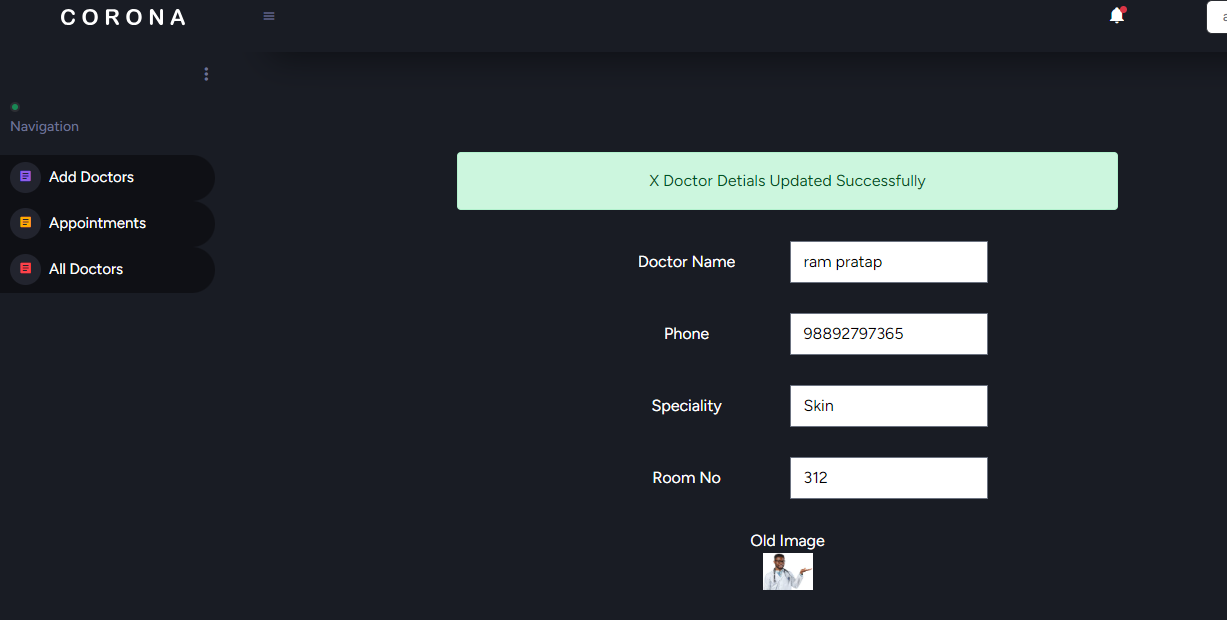 CORONA
a
Navigation
Add Doctors
Appointments
All Doctors
X Doctor Detials Updated Successfully
Doctor Name
ram pratap
Phone
98892797365
Speciality
Skin
Room No
312
Old Image